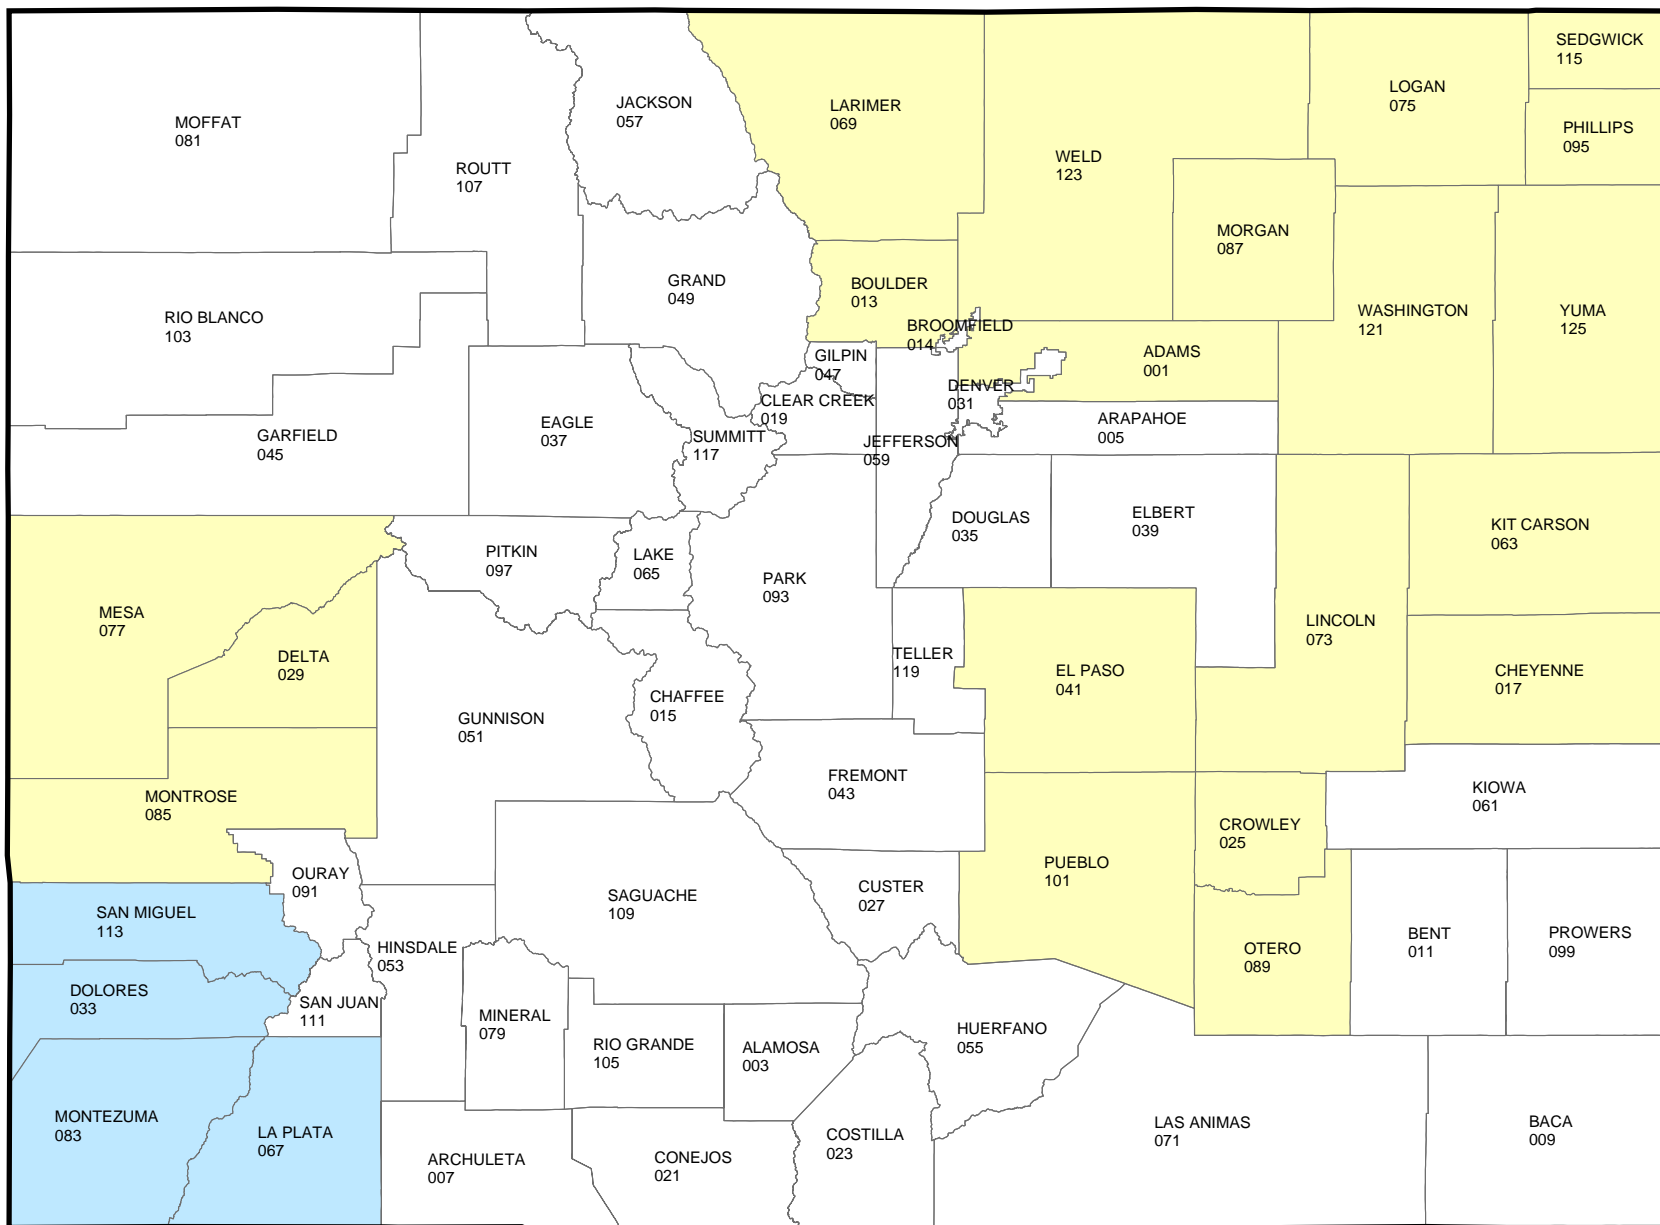 SEDGWICK
115
LOGAN
075
JACKSON
057
LARIMER
069
MOFFAT
081
PHILLIPS
095
WELD
123
ROUTT
107
MORGAN
087
GRAND
049
BOULDER
013
RIO BLANCO
103
WASHINGTON
121
YUMA
125
BROOMFIELD
014
GILPIN
047
ADAMS
001
DENVER
031
CLEAR CREEK
019
ARAPAHOE
005
EAGLE
037
GARFIELD
045
SUMMITT
117
JEFFERSON
059
DOUGLAS
035
ELBERT
039
KIT CARSON
063
PITKIN
097
LAKE
065
PARK
093
MESA
077
LINCOLN
073
DELTA
029
TELLER
119
EL PASO
041
CHEYENNE
017
CHAFFEE
015
GUNNISON
051
FREMONT
043
KIOWA
061
MONTROSE
085
CROWLEY
025
OURAY
091
PUEBLO
101
CUSTER
027
SAGUACHE
109
SAN MIGUEL
113
BENT
011
PROWERS
099
HINSDALE
053
OTERO
089
DOLORES
033
SAN JUAN
111
MINERAL
079
HUERFANO
055
RIO GRANDE
105
ALAMOSA
003
MONTEZUMA
083
LA PLATA
067
COSTILLA
023
LAS ANIMAS
071
BACA
009
ARCHULETA
007
CONEJOS
021